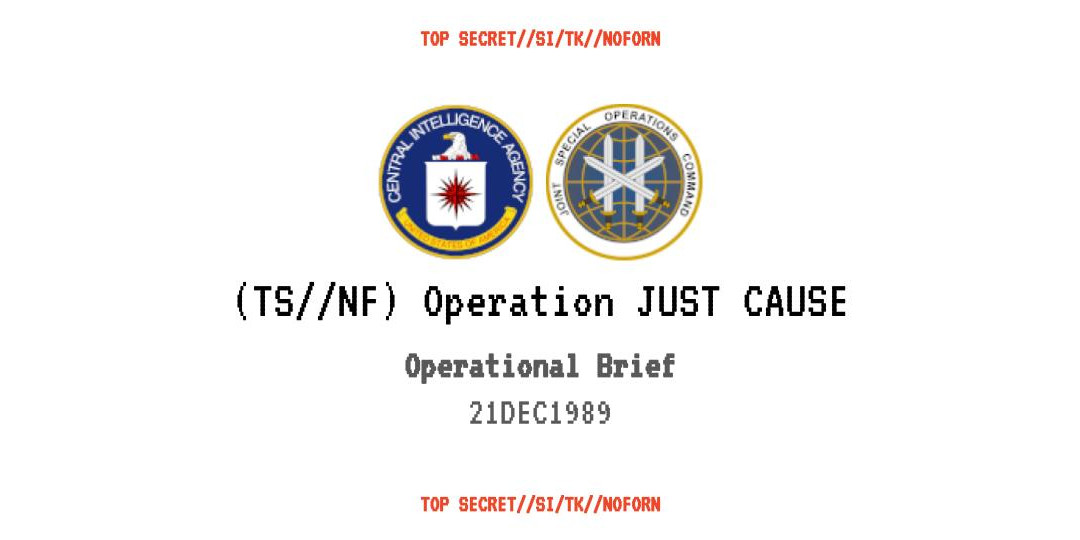 TOP SECRET//SI/TK//NOFORN
CENTRAL INTELLIGENCE AGENCY
UNITED STATES OF AMERICA
JOINT SPECIAL OPERATIONS COMMAND
(TS//NF) Operation JUST CAUSE
Operational Brief
21DEC1989
TOP SECRET//SI/TK//NOFORN